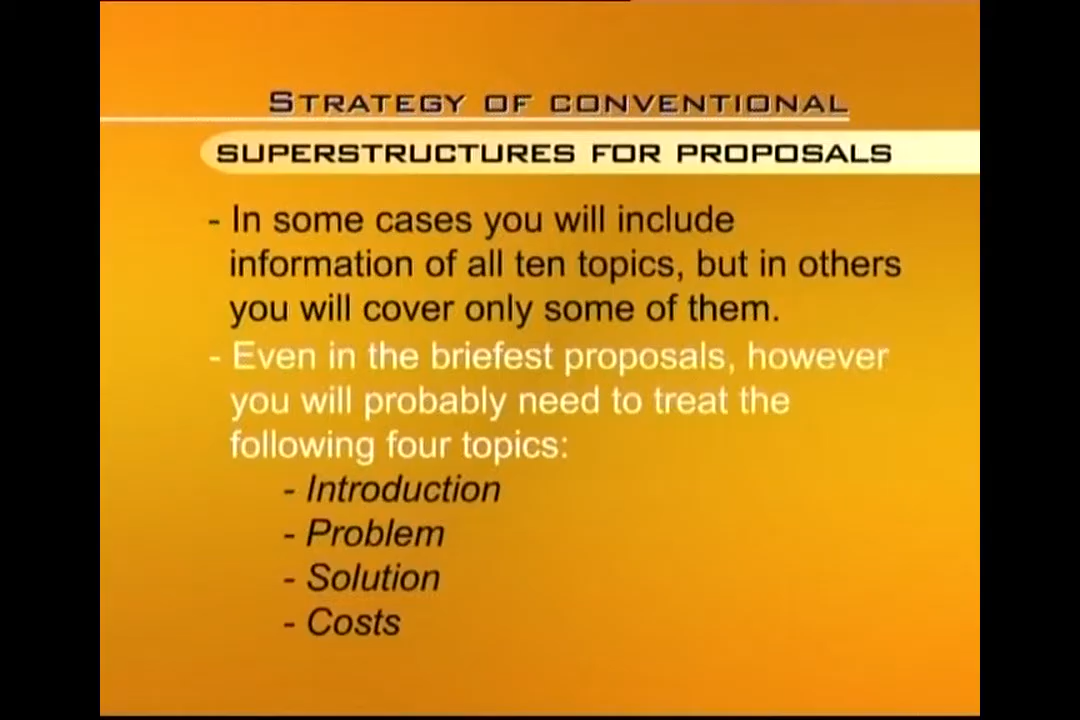 STRATEGY OF CONVENTIONAL
SUPERSTRUCTURES FOR PROPOSALS
- In some cases you will include
information of all ten topics, but in others
you will cover only some of them.
- Even in the briefest proposals, however
you will probably need to treat the
following four topics:
- Introduction
- Problem
- Solution
- Costs